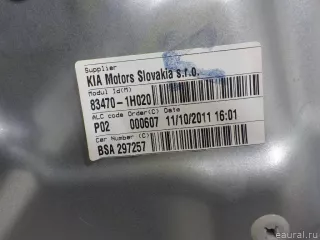 Supplier
KIA Motors Slovakia s.r.o.
Modul Id(M)
83470-1H020
ALC code Order(C) Date
P02 000607 11/10/2011 16:01
Car Number (C)
BSA 297257
eaural.ru